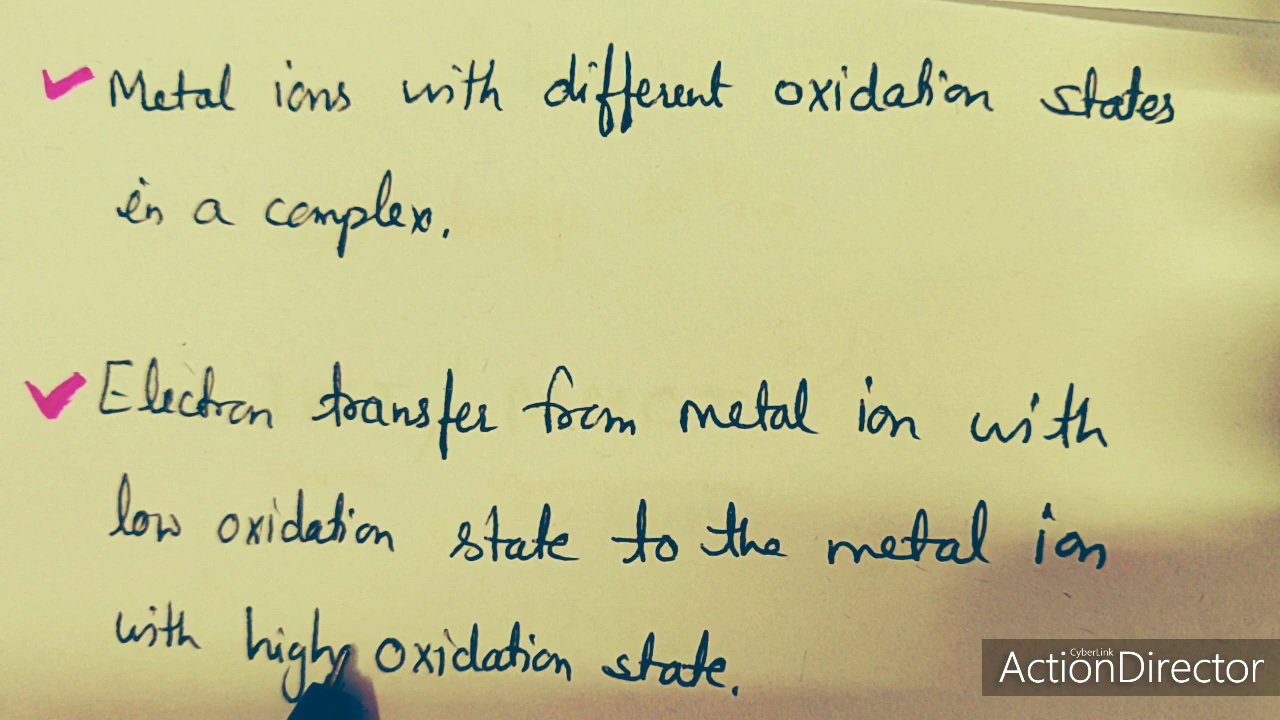 Metal ions with different oxidation states
in a complex.
Electron transfer from metal ion with
low oxidation state to the metal ion
with high oxidation state.
CyberLink
ActionDirector